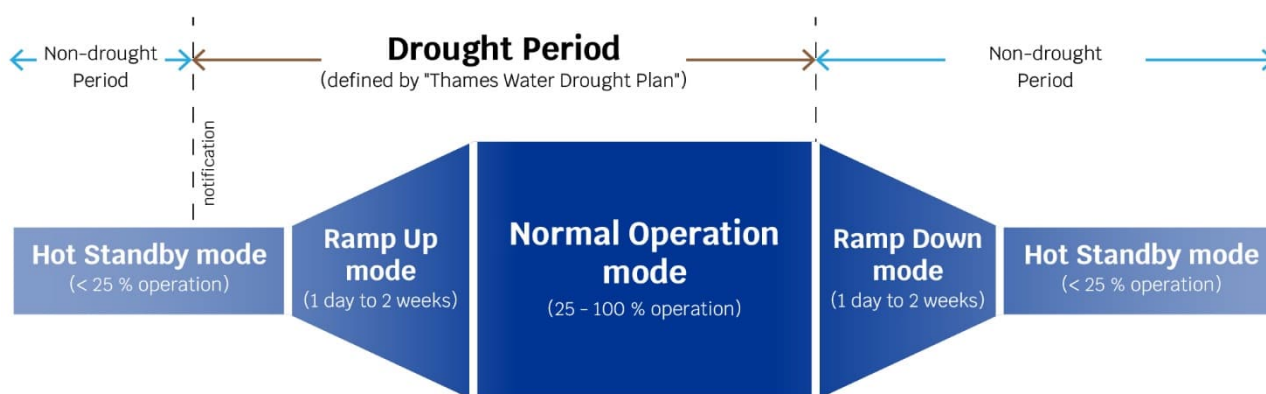 Non-drought
Period
Drought Period
(defined by "Thames Water Drought Plan")
Non-drought
Period
notification
Hot Standby mode
(< 25 % operation)
Ramp Up
mode
(1 day to 2 weeks)
Normal Operation
mode
(25 - 100 % operation)
Ramp Down
mode
(1 day to 2 weeks)
Hot Standby mode
(< 25 % operation)